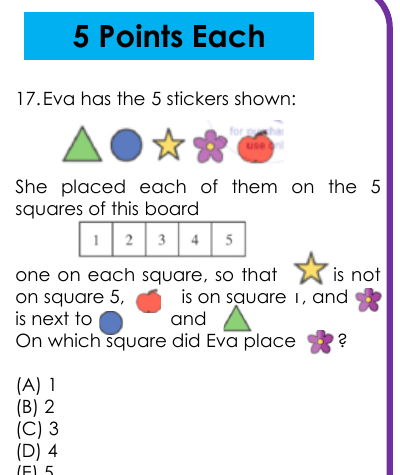 5 Points Each
17.Eva has the 5 stickers shown:
She placed each of them on the 5
squares of this board
1 2 3 4 5
one on each square, so that is not
on square 5, is on square 1, and
is next to and
On which square did Eva place ?
(A) 1
(B) 2
(C) 3
(D) 4